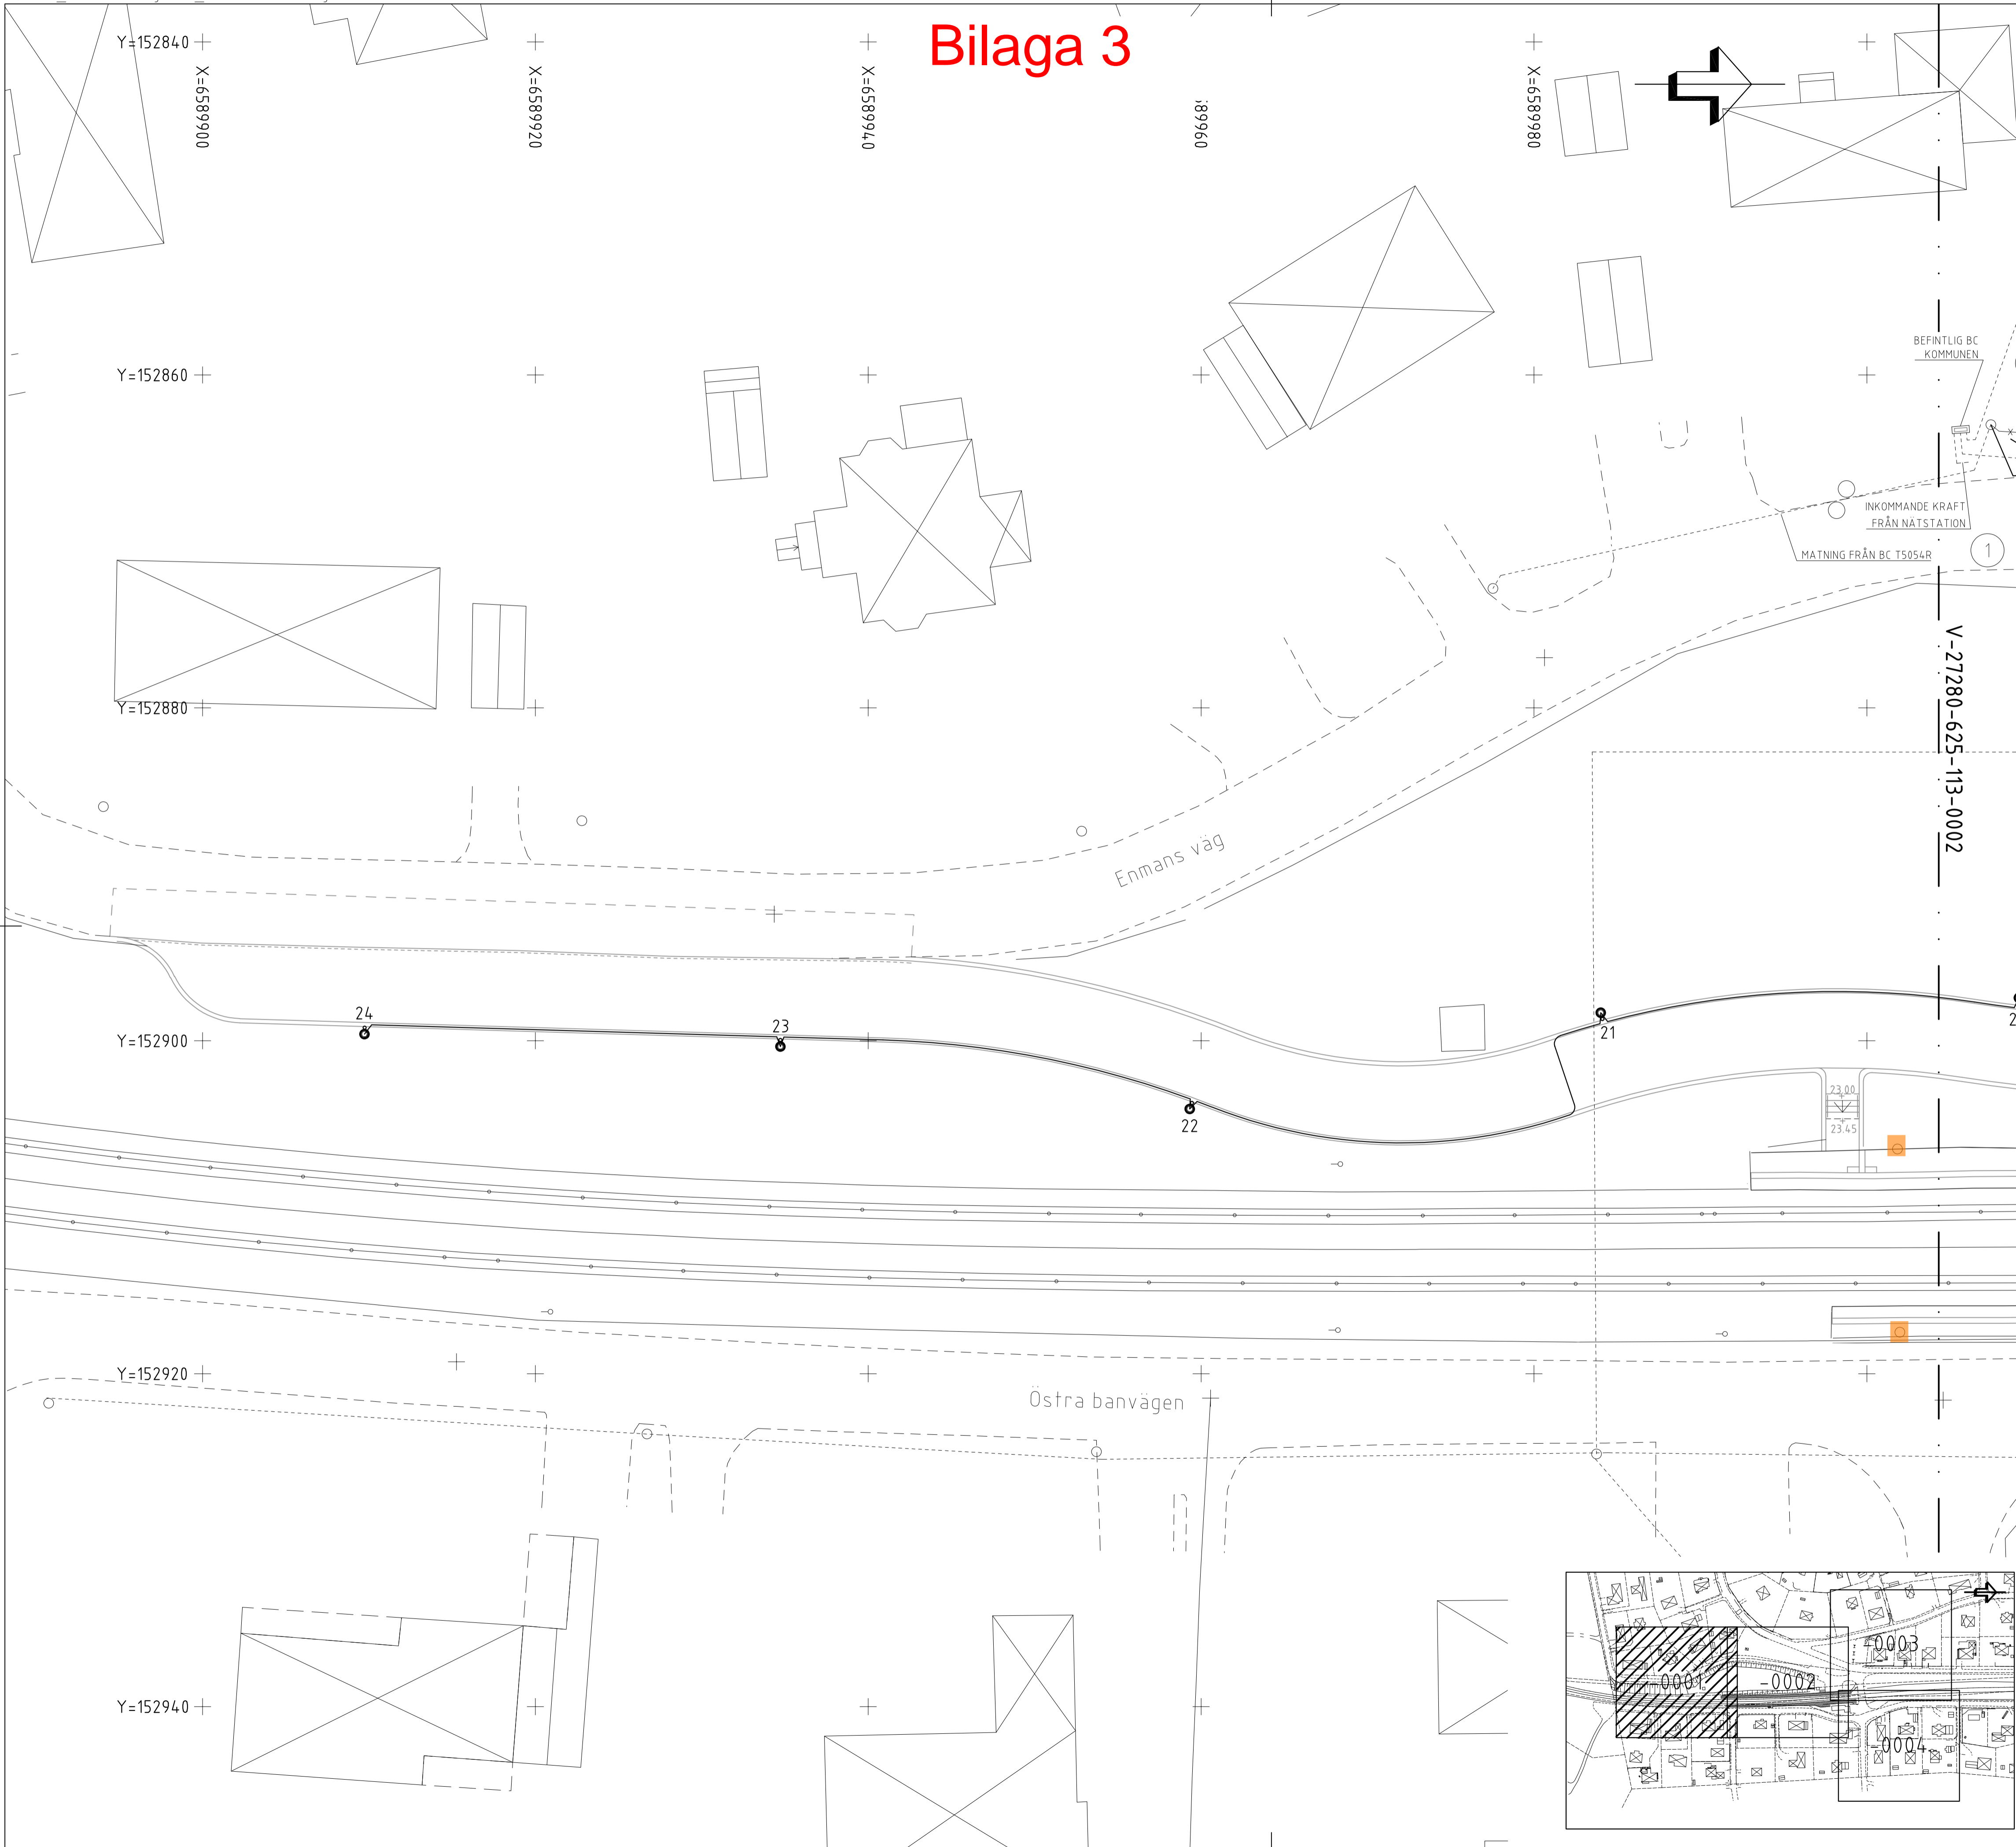 Bilaga 3
Y=152840
X=6589900
X=6589920
X=6589940
X=6589980
Y=152860
BEFINTLIG BC
KOMMUNEN
INKOMMANDE KRAFT
FRÅN NÄTSTATION
MATNING FRÅN BC T5054R
1
V-27280-625-113-0002
Y=152880
Enmans väg
24
23
22
21
Y=152900
23.00
23.45
Y=152920
Östra banvägen
Y=152940
-0003
-0002
-0004